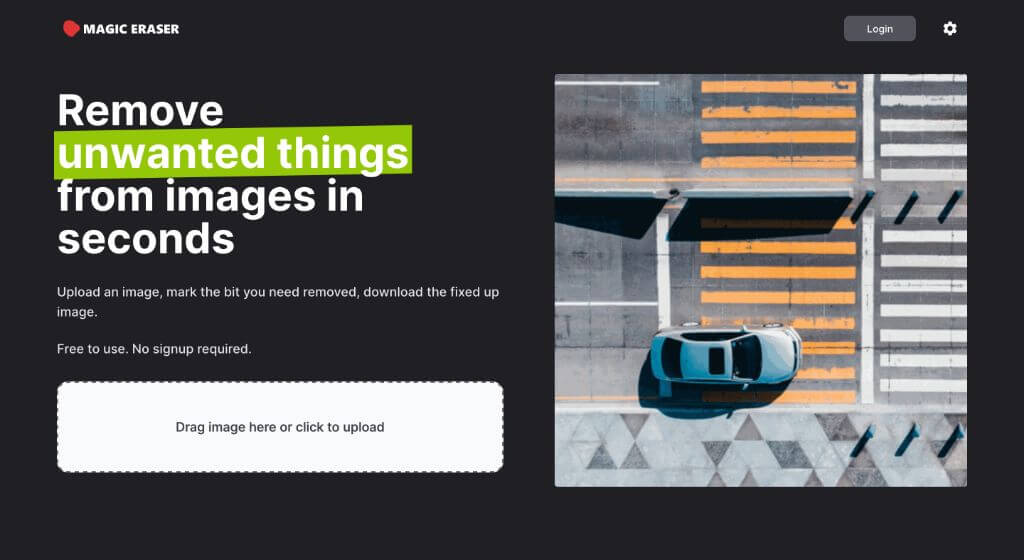 MAGIC ERASER
Login
Remove
unwanted things
from images in
seconds
Upload an image, mark the bit you need removed, download the fixed up
image.
Free to use. No signup required.
Drag image here or click to upload